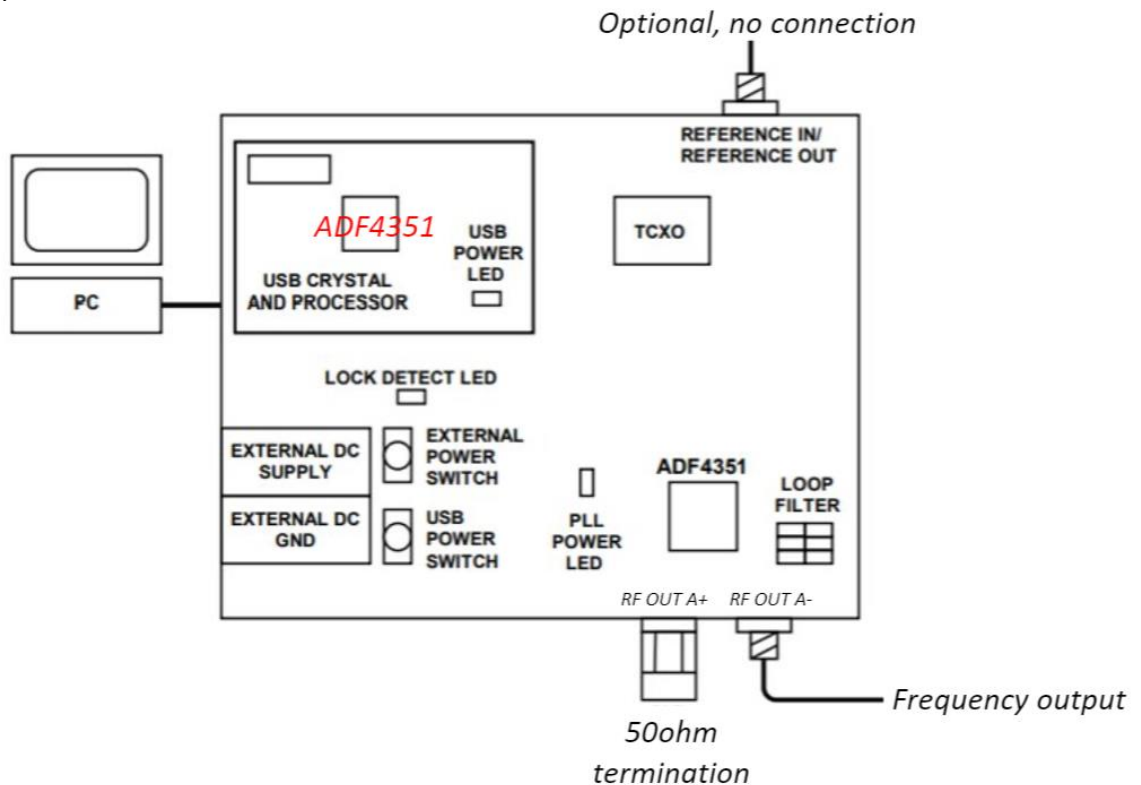 Optional, no connection
REFERENCE IN/
REFERENCE OUT
ADF4351
USB
POWER
LED
USB CRYSTAL
AND PROCESSOR
TCXO
PC
LOCK DETECT LED
EXTERNAL DC
SUPPLY
EXTERNAL
POWER
SWITCH
EXTERNAL DC
GND
USB
POWER
SWITCH
PLL
POWER
LED
ADF4351
LOOP
FILTER
RF OUT A+
RF OUT A-
Frequency output
50ohm
termination